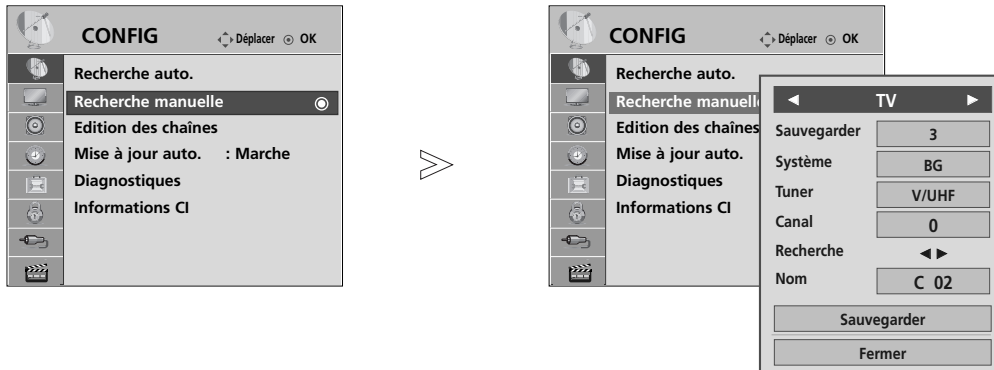 CONFIG
Déplacer OK
Recherche auto.
Recherche manuelle
Edition des chaînes
Mise à jour auto. : Marche
Diagnostiques
Informations CI
CONFIG
Déplacer OK
Recherche auto.
Recherche manuelle
Edition des chaînes
Mise à jour auto.
Diagnostiques
Informations CI
TV
Sauvegarder 3
Système BG
Tuner V/UHF
Canal 0
Recherche
Nom C 02
Sauvegarder
Fermer